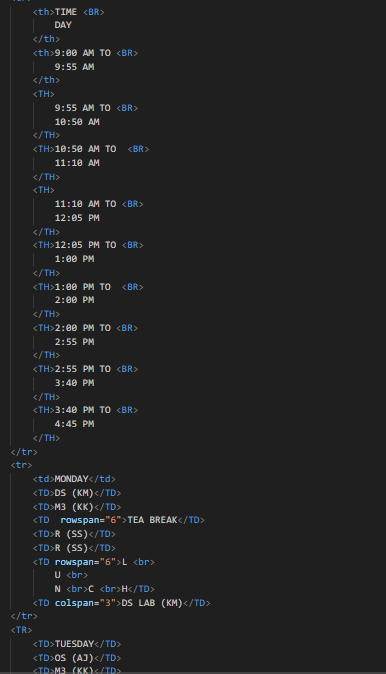 <th>TIME <BR>
DAY
</th>
<th>9:00 AM TO <BR>
9:55 AM
</th>
<TH>
9:55 AM TO <BR>
10:50 AM
</TH>
<TH>10:50 AM TO  <BR>
11:10 AM
</TH>
<TH>
11:10 AM TO <BR>
12:05 PM
</TH>
<TH>12:05 PM TO <BR>
1:00 PM
</TH>
<TH>1:00 PM TO  <BR>
2:00 PM
</TH>
<TH>2:00 PM TO <BR>
2:55 PM
</TH>
<TH>2:55 PM TO <BR>
3:40 PM
</TH>
<TH>3:40 PM TO <BR>
4:45 PM
</TH>
</tr>
<tr>
<td>MONDAY</td>
<TD>DS (KM)</TD>
<TD>M3 (KK)</TD>
<TD  rowspan="6">TEA BREAK</TD>
<TD>R (SS)</TD>
<TD>R (SS)</TD>
<TD rowspan="6">L <br>
U <br>
N <br>C <br>H</TD>
<TD colspan="3">DS LAB (KM)</TD>
</tr>
<TR>
<TD>TUESDAY</TD>
<TD>OS (AJ)</TD>
<TD>M3 (KK)</TD>